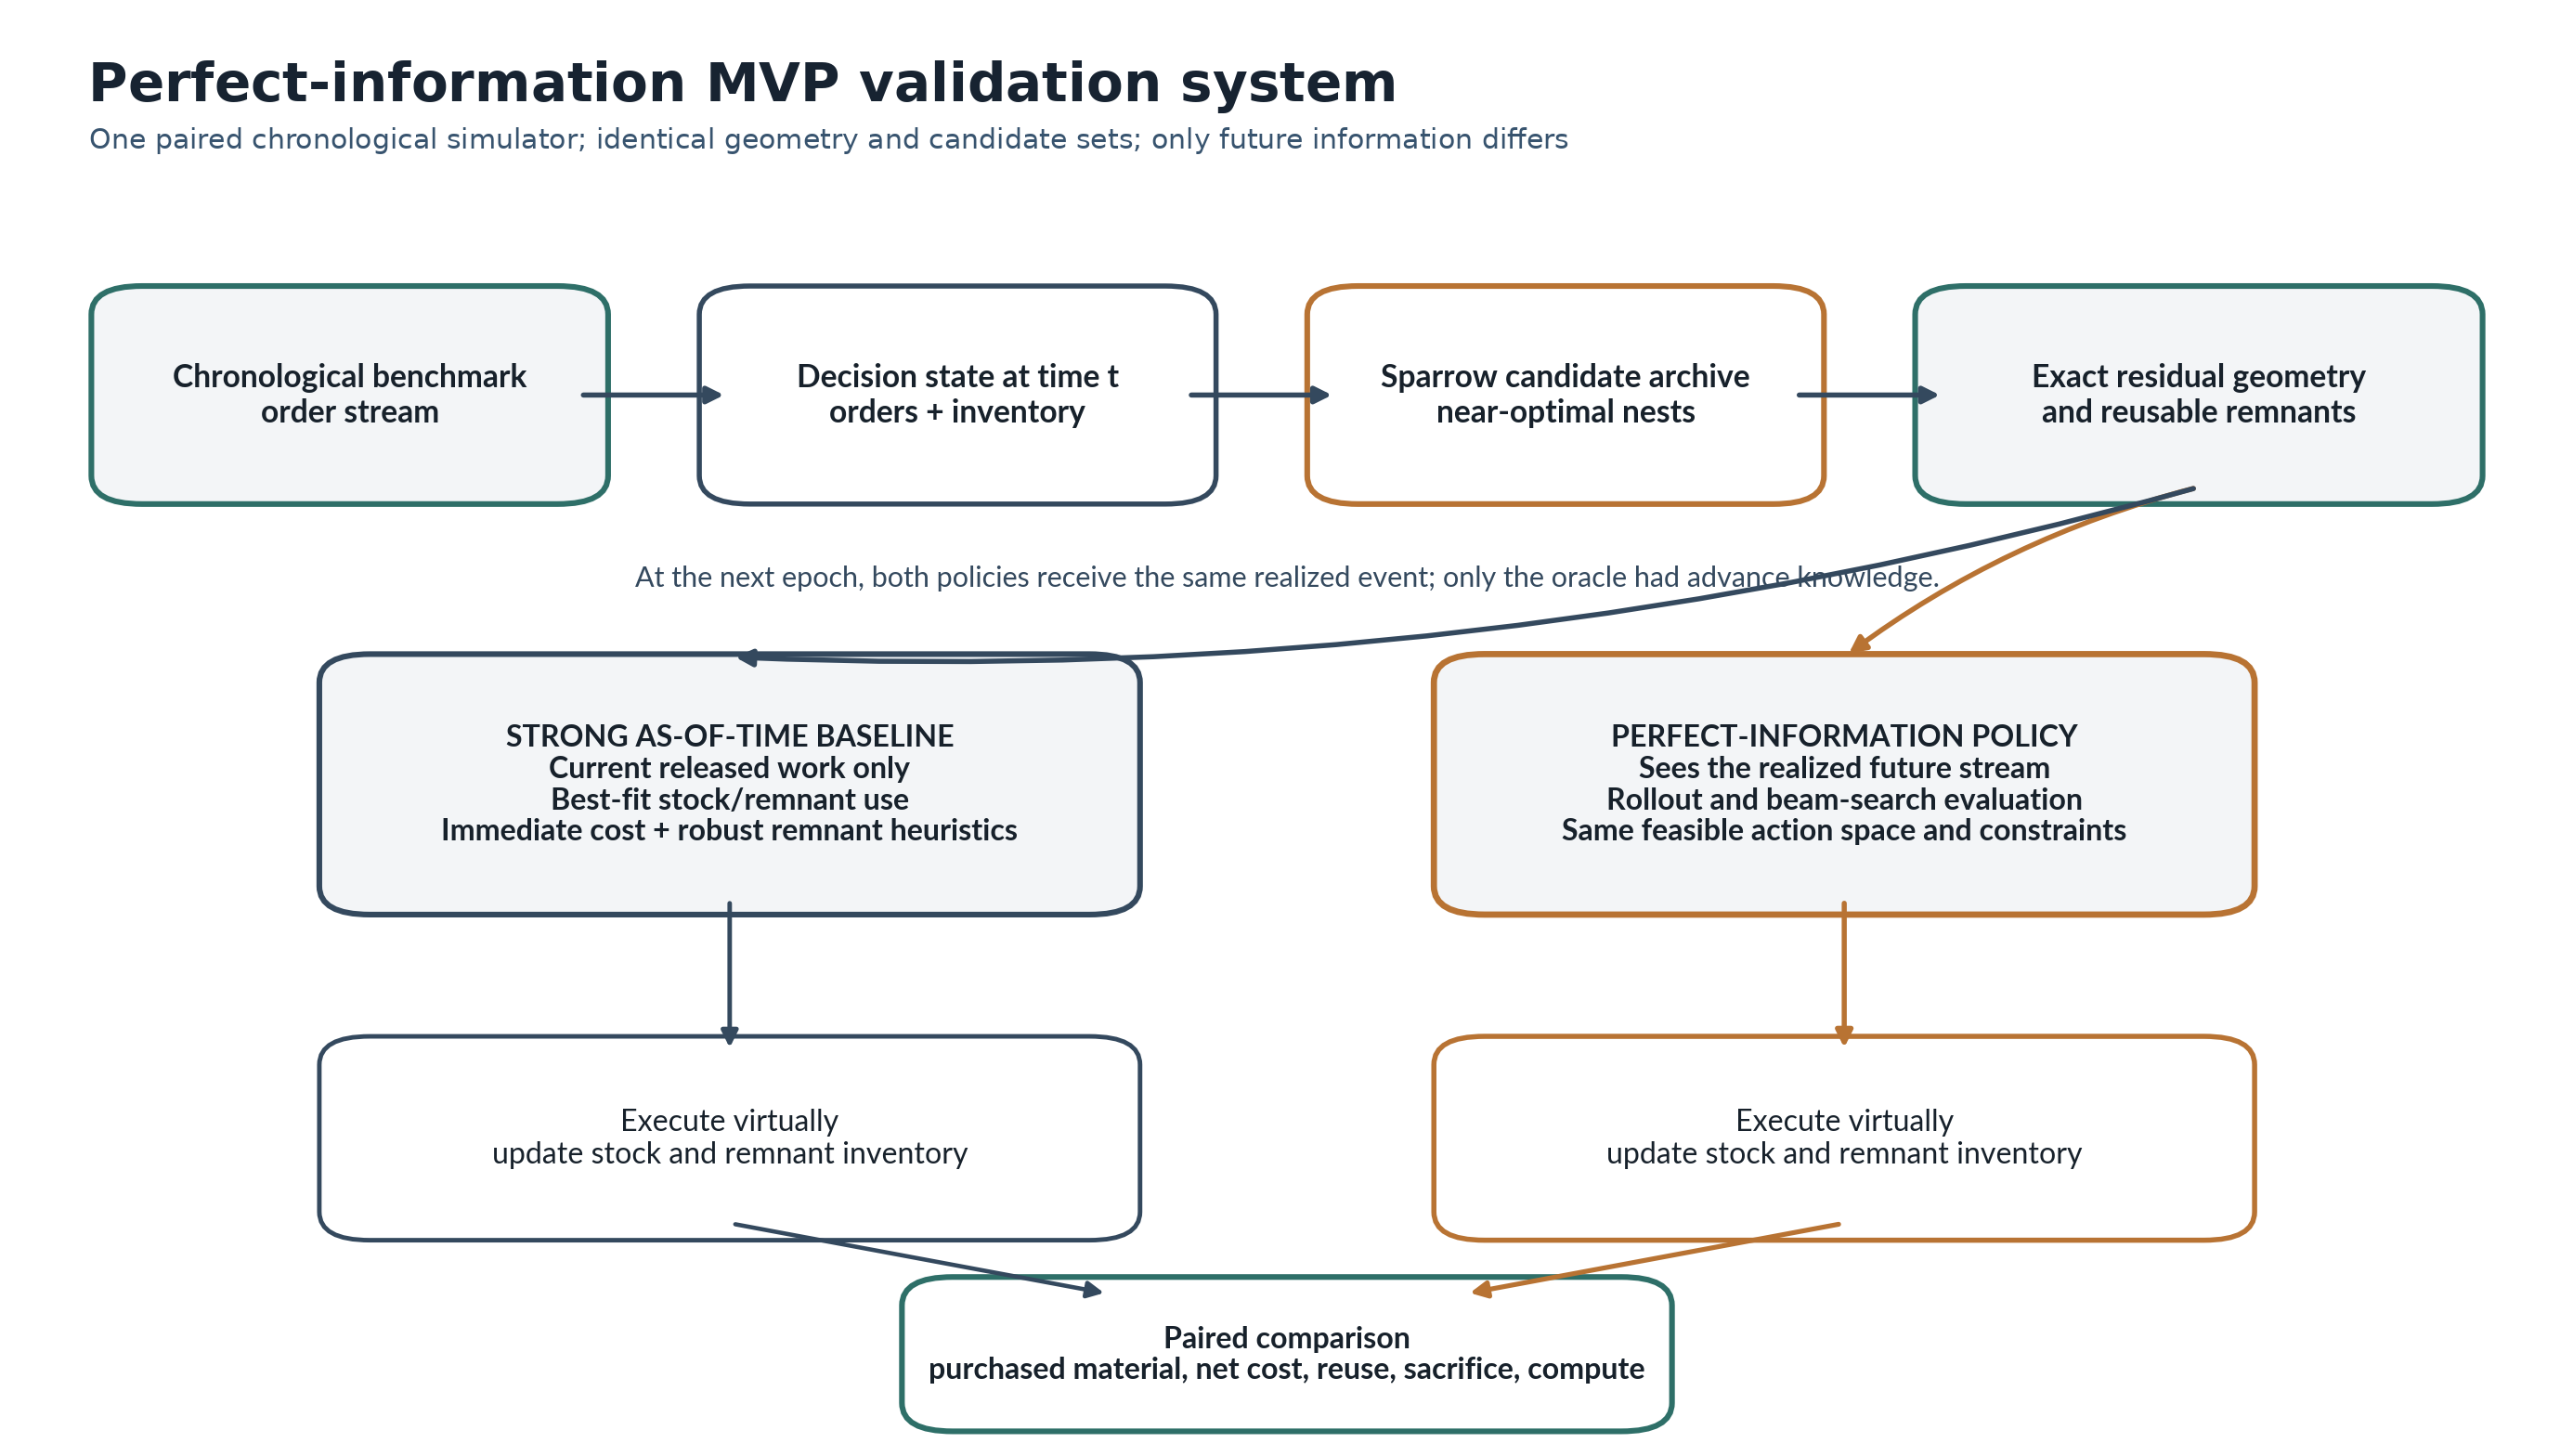 Perfect-information MVP validation system
One paired chronological simulator; identical geometry and candidate sets; only future information differs
Chronological benchmark
order stream
Decision state at time t
orders + inventory
Sparrow candidate archive
near-optimal nests
Exact residual geometry
and reusable remnants
At the next epoch, both policies receive the same realized event; only the oracle had advance knowledge.
STRONG AS-OF-TIME BASELINE
Current released work only
Best-fit stock/remnant use
Immediate cost + robust remnant heuristics
PERFECT-INFORMATION POLICY
Sees the realized future stream
Rollout and beam-search evaluation
Same feasible action space and constraints
Execute virtually
update stock and remnant inventory
Execute virtually
update stock and remnant inventory
Paired comparison
purchased material, net cost, reuse, sacrifice, compute